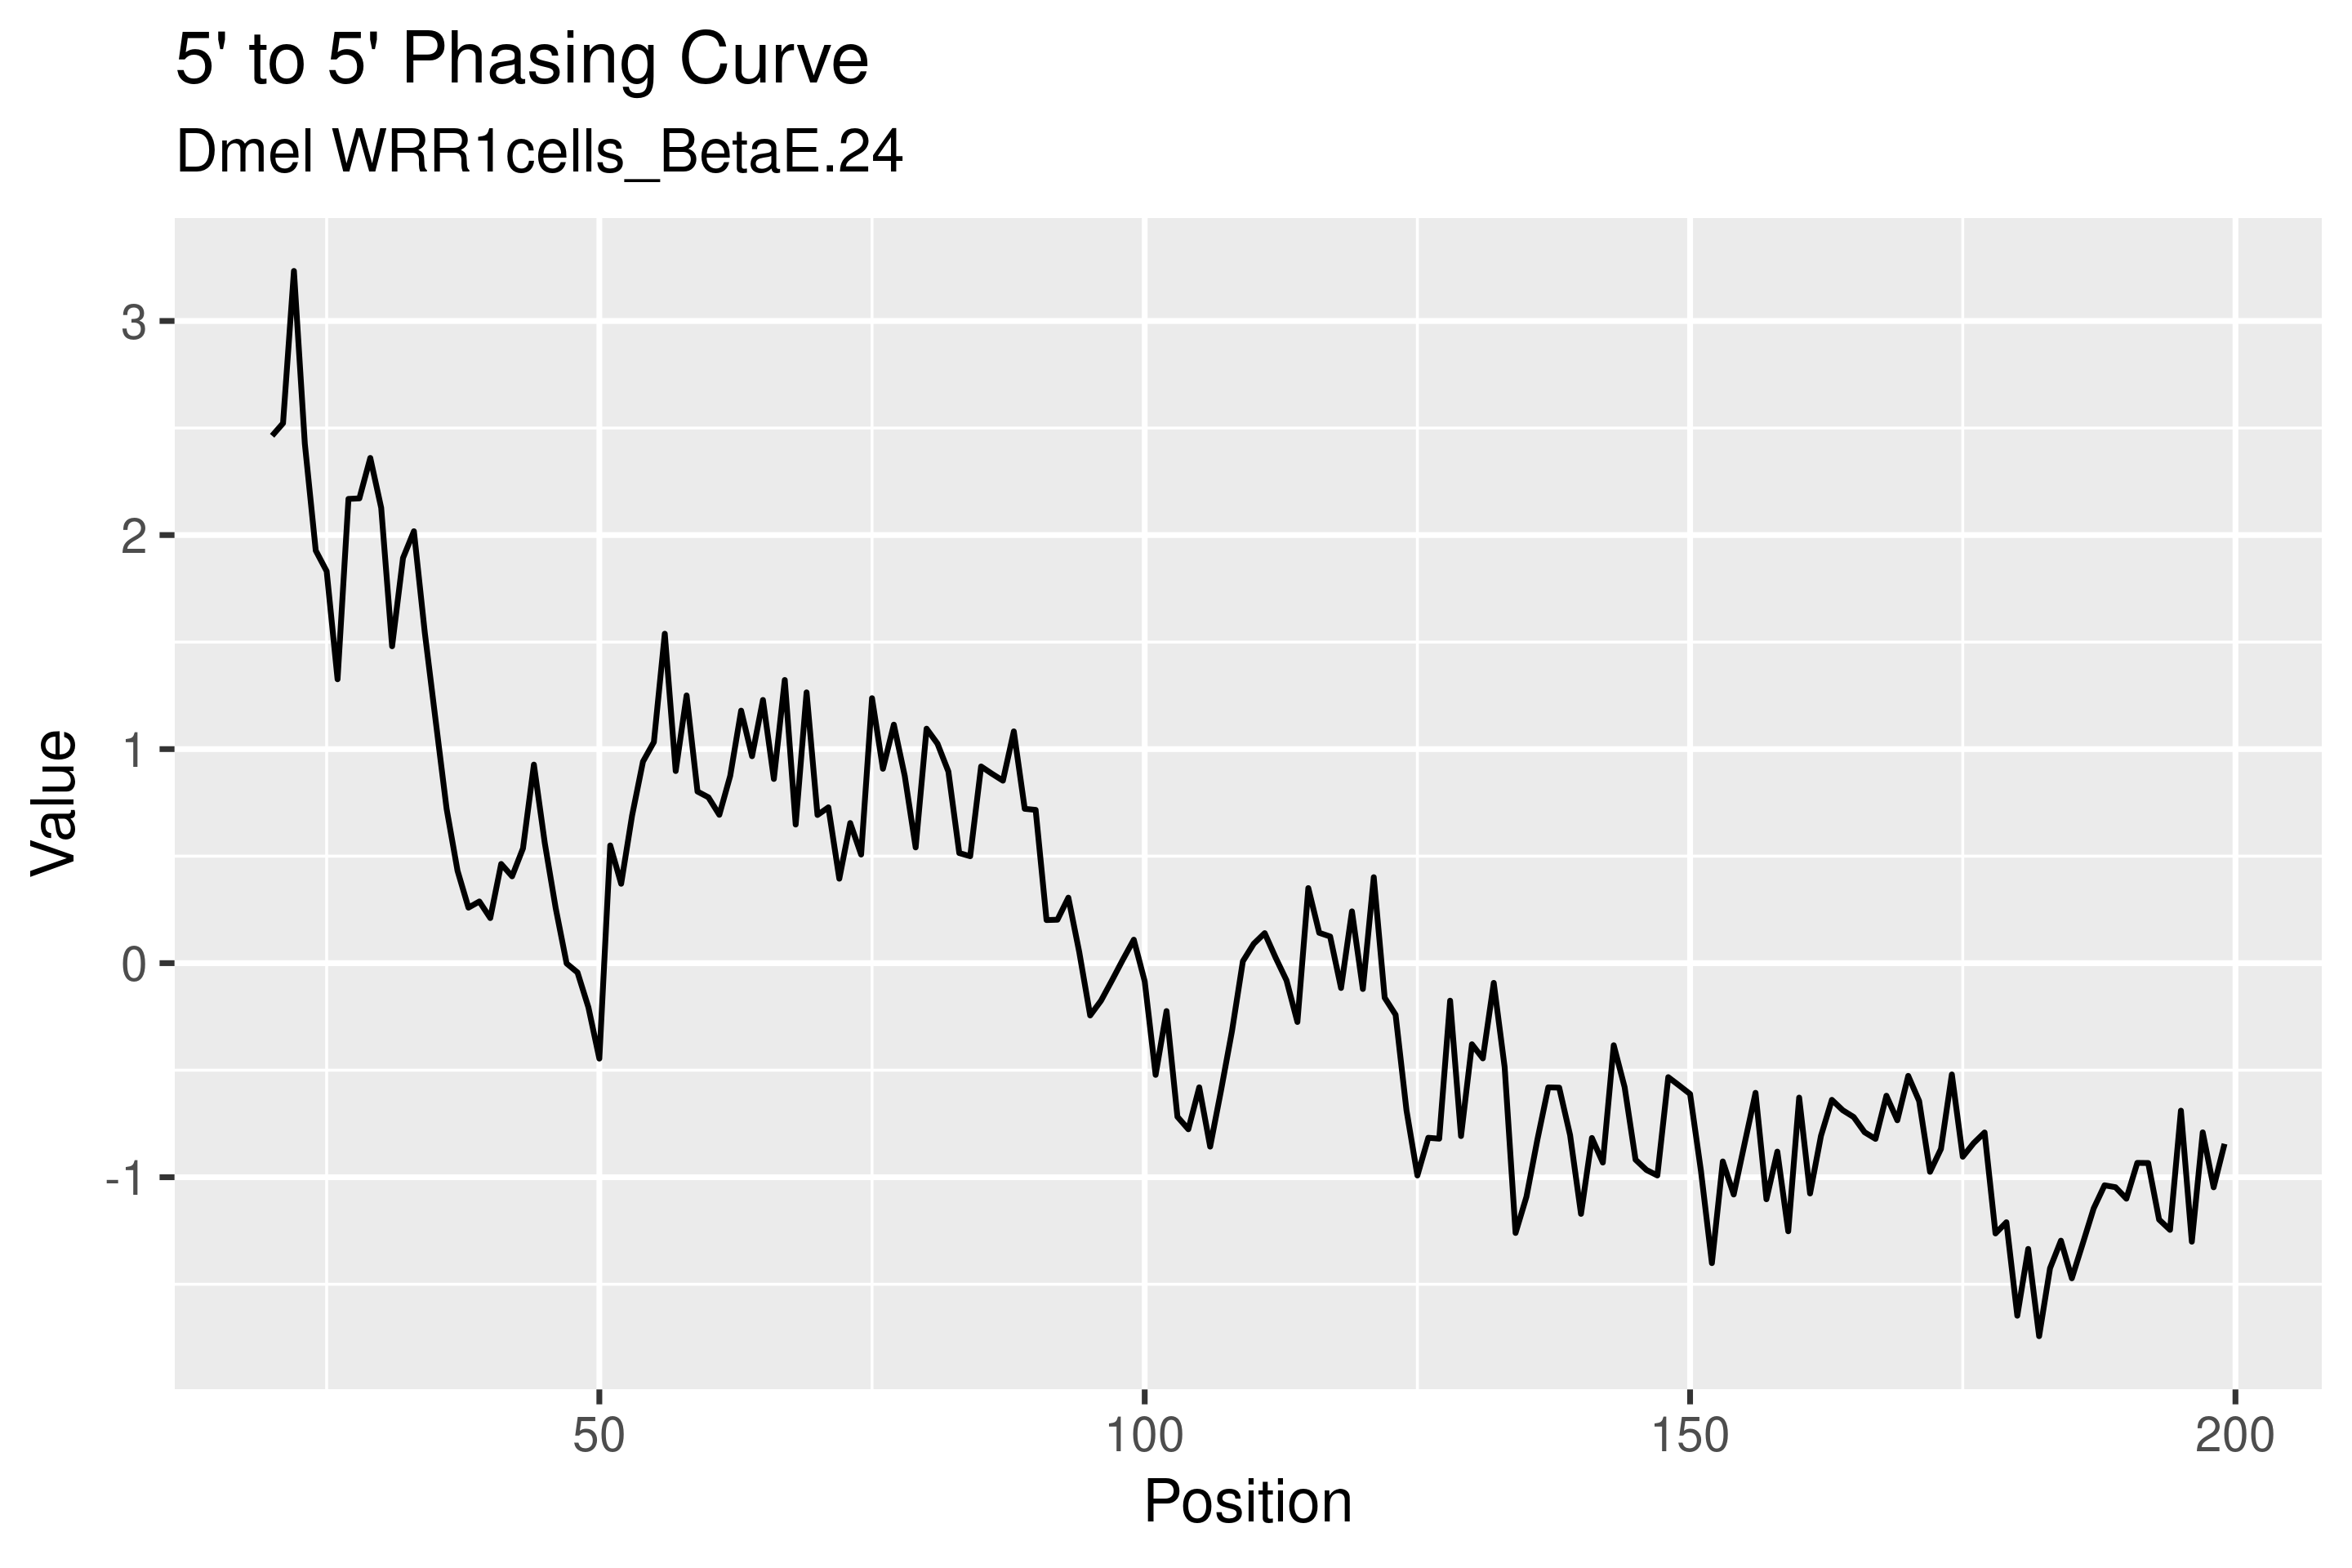 5' to 5' Phasing Curve
Dmel WRR1cells_BetaE.24
3
2
1
0
-1
Value
50 100 150 200
Position